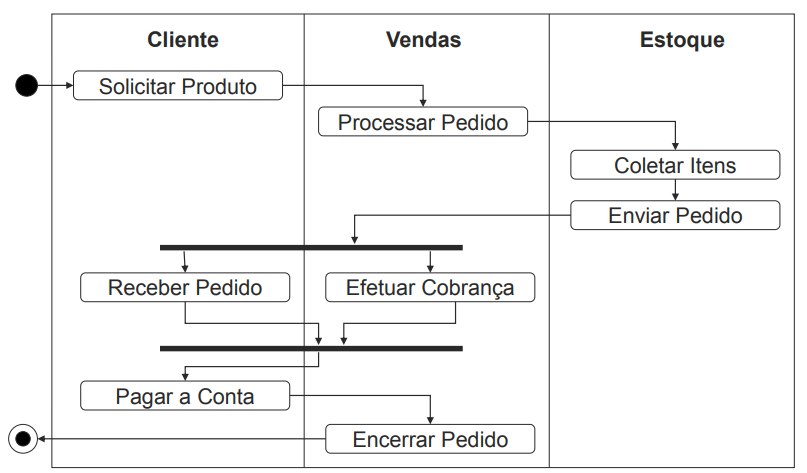 Cliente
Vendas
Estoque
Solicitar Produto
Processar Pedido
Coletar Itens
Enviar Pedido
Receber Pedido
Efetuar Cobrança
Pagar a Conta
Encerrar Pedido